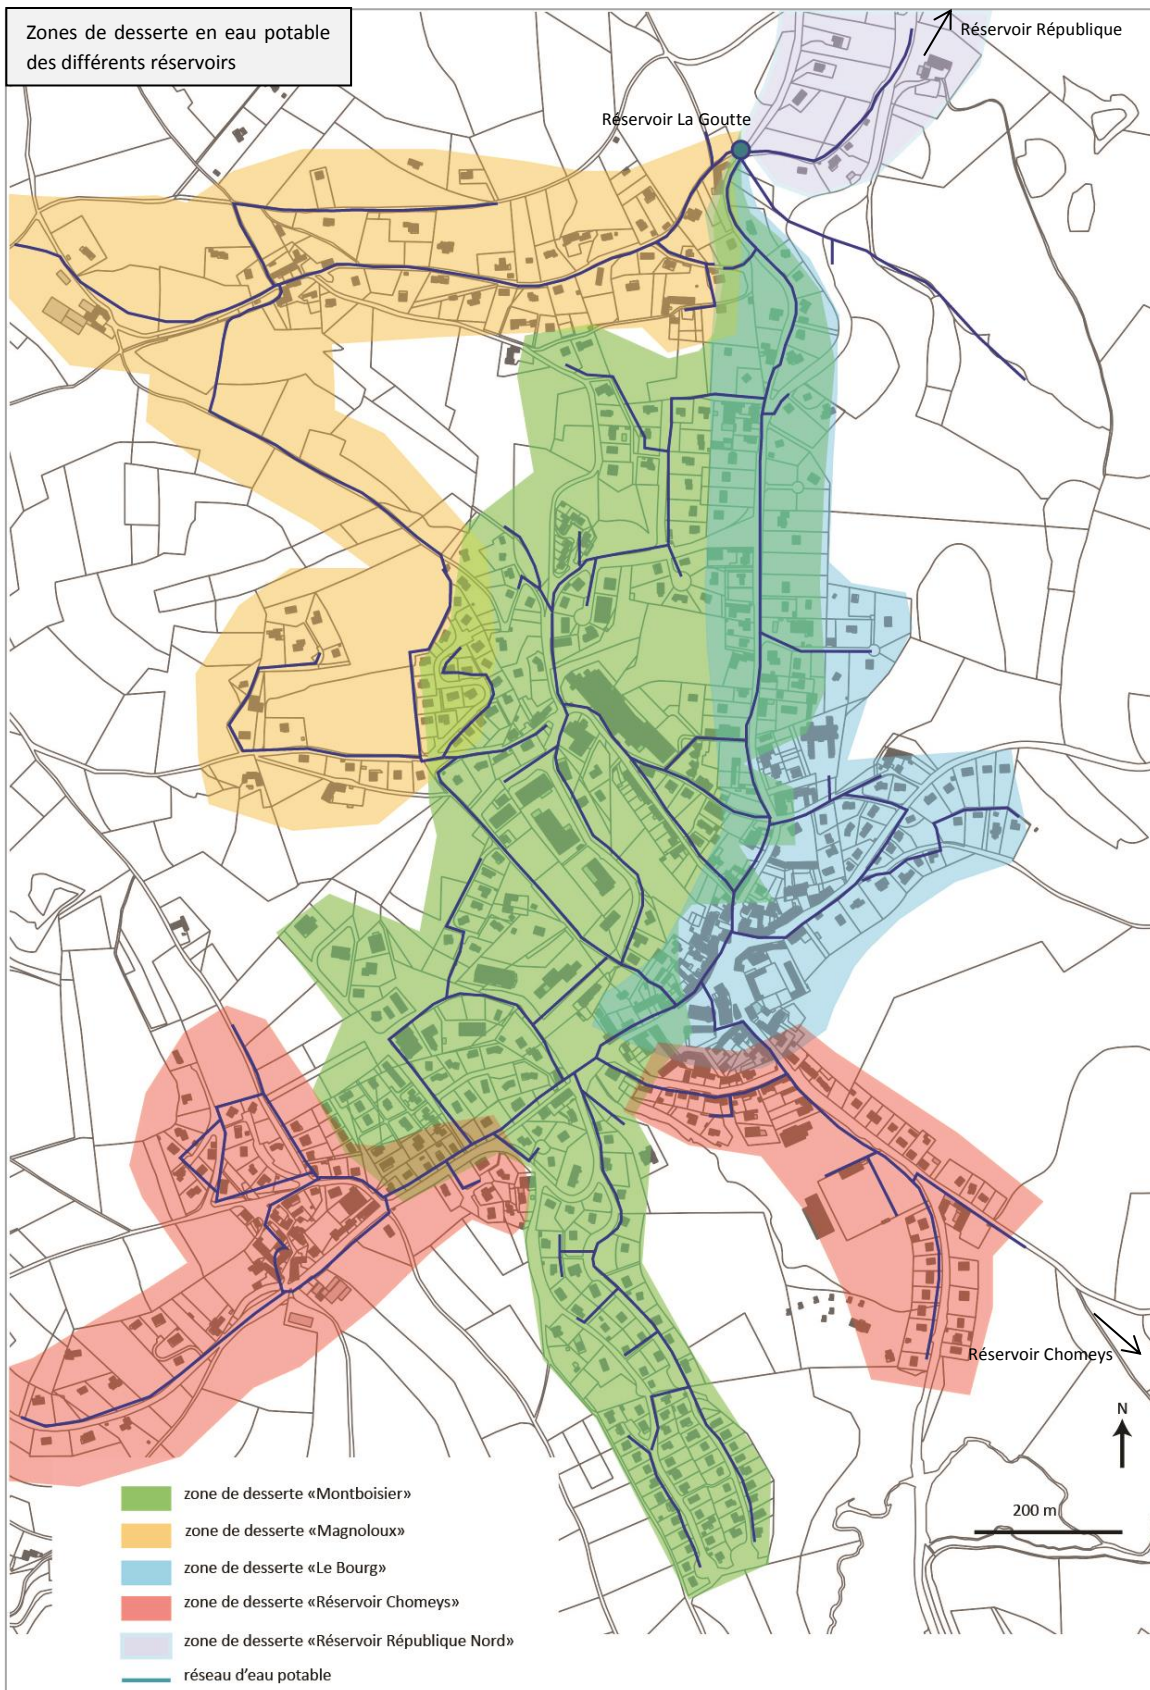 Zones de desserte en eau potable
des différents réservoirs
Réservoir République
Réservoir La Goutte
Réservoir Chomeys
N
200 m
zone de desserte «Montboisier»
zone de desserte «Magnoloux»
zone de desserte «Le Bourg»
zone de desserte «Réservoir Chomeys»
zone de desserte «Réservoir République Nord»
réseau d'eau potable